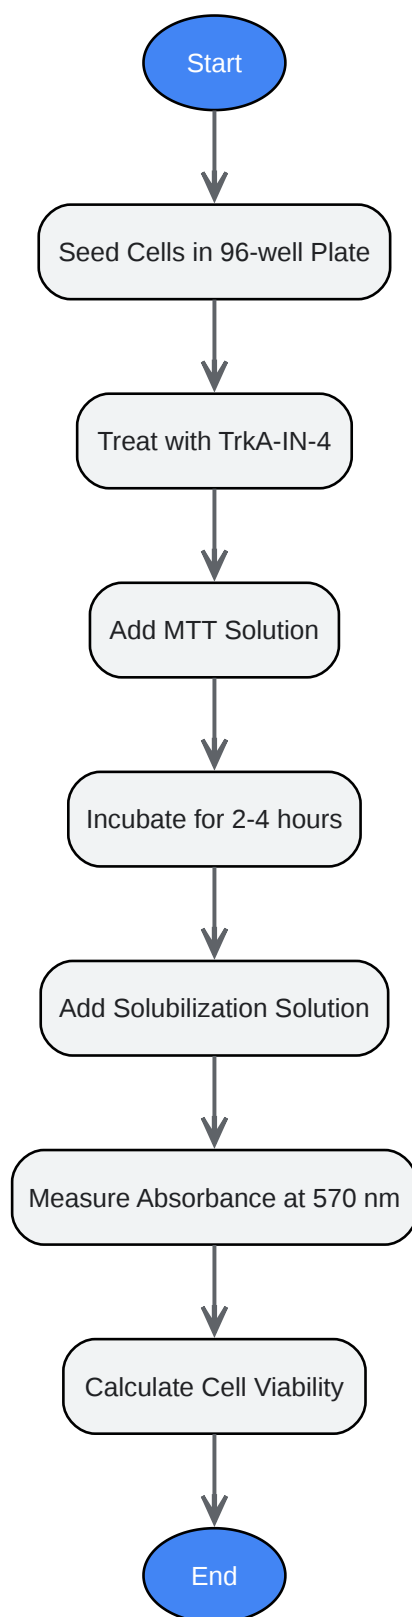 Start
Seed Cells in 96-well Plate
Treat with TrkA-IN-4
Add MTT Solution
Incubate for 2-4 hours
Add Solubilization Solution
Measure Absorbance at 570 nm
Calculate Cell Viability
End